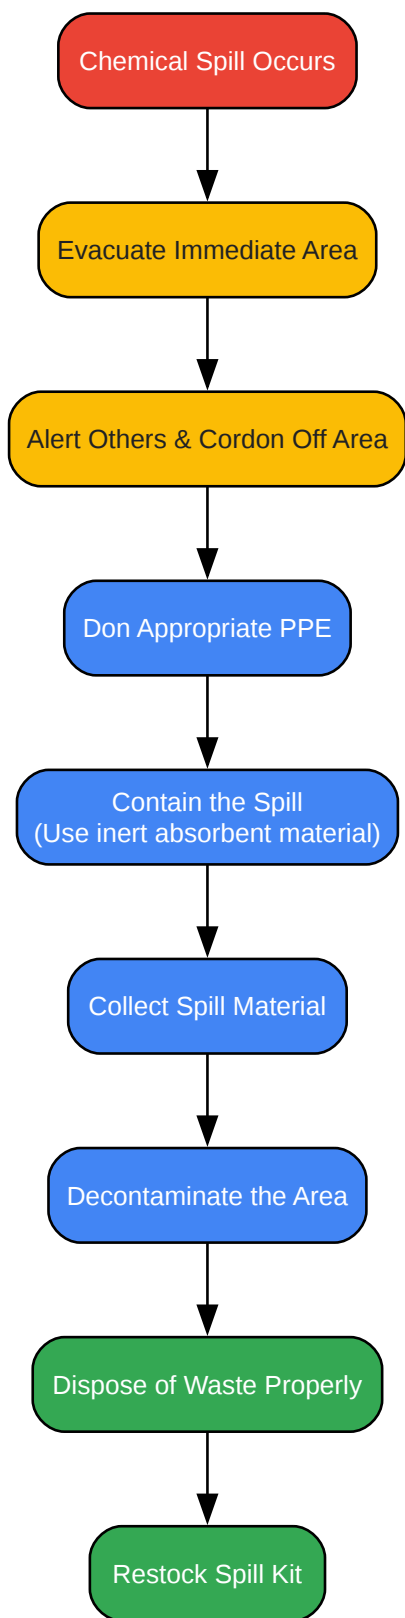 Chemical Spill Occurs
Evacuate Immediate Area
Alert Others & Cordon Off Area
Don Appropriate PPE
Contain the Spill
(Use inert absorbent material)
Collect Spill Material
Decontaminate the Area
Dispose of Waste Properly
Restock Spill Kit